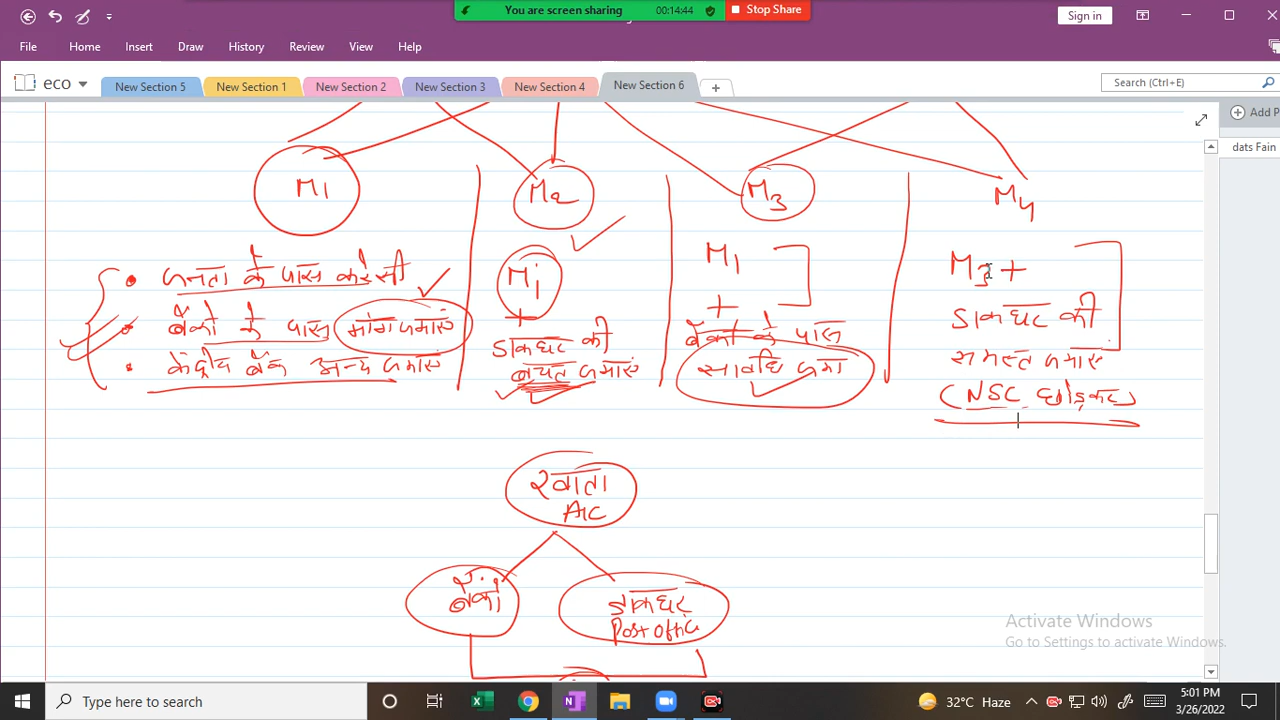 You are screen sharing 00:14:44 Stop Share
Sign in
File Home Insert Draw History Review View Help
eco New Section 5 New Section 1 New Section 2 New Section 3 New Section 4 New Section 6 Search (Ctrl+E)
Add P
dats Fain
M1 M2 M3 M4
• जनता के पास करेंसी
• बैंकों के पास मांग जमाएं
• केंद्रीय बैंक अन्य जमाएं
M1
+
डाकघर की
बचत जमाएं
M1
+
बैंकों के पास
सावधि जमा
M3 +
डाकघर की
समस्त जमाएं
(NSC छोड़कर)
खाता
A/C
बैंक
डाकघर
Post office
Activate Windows
Go to Settings to activate Windows.
Type here to search
32°C Haze
5:01 PM
3/26/2022